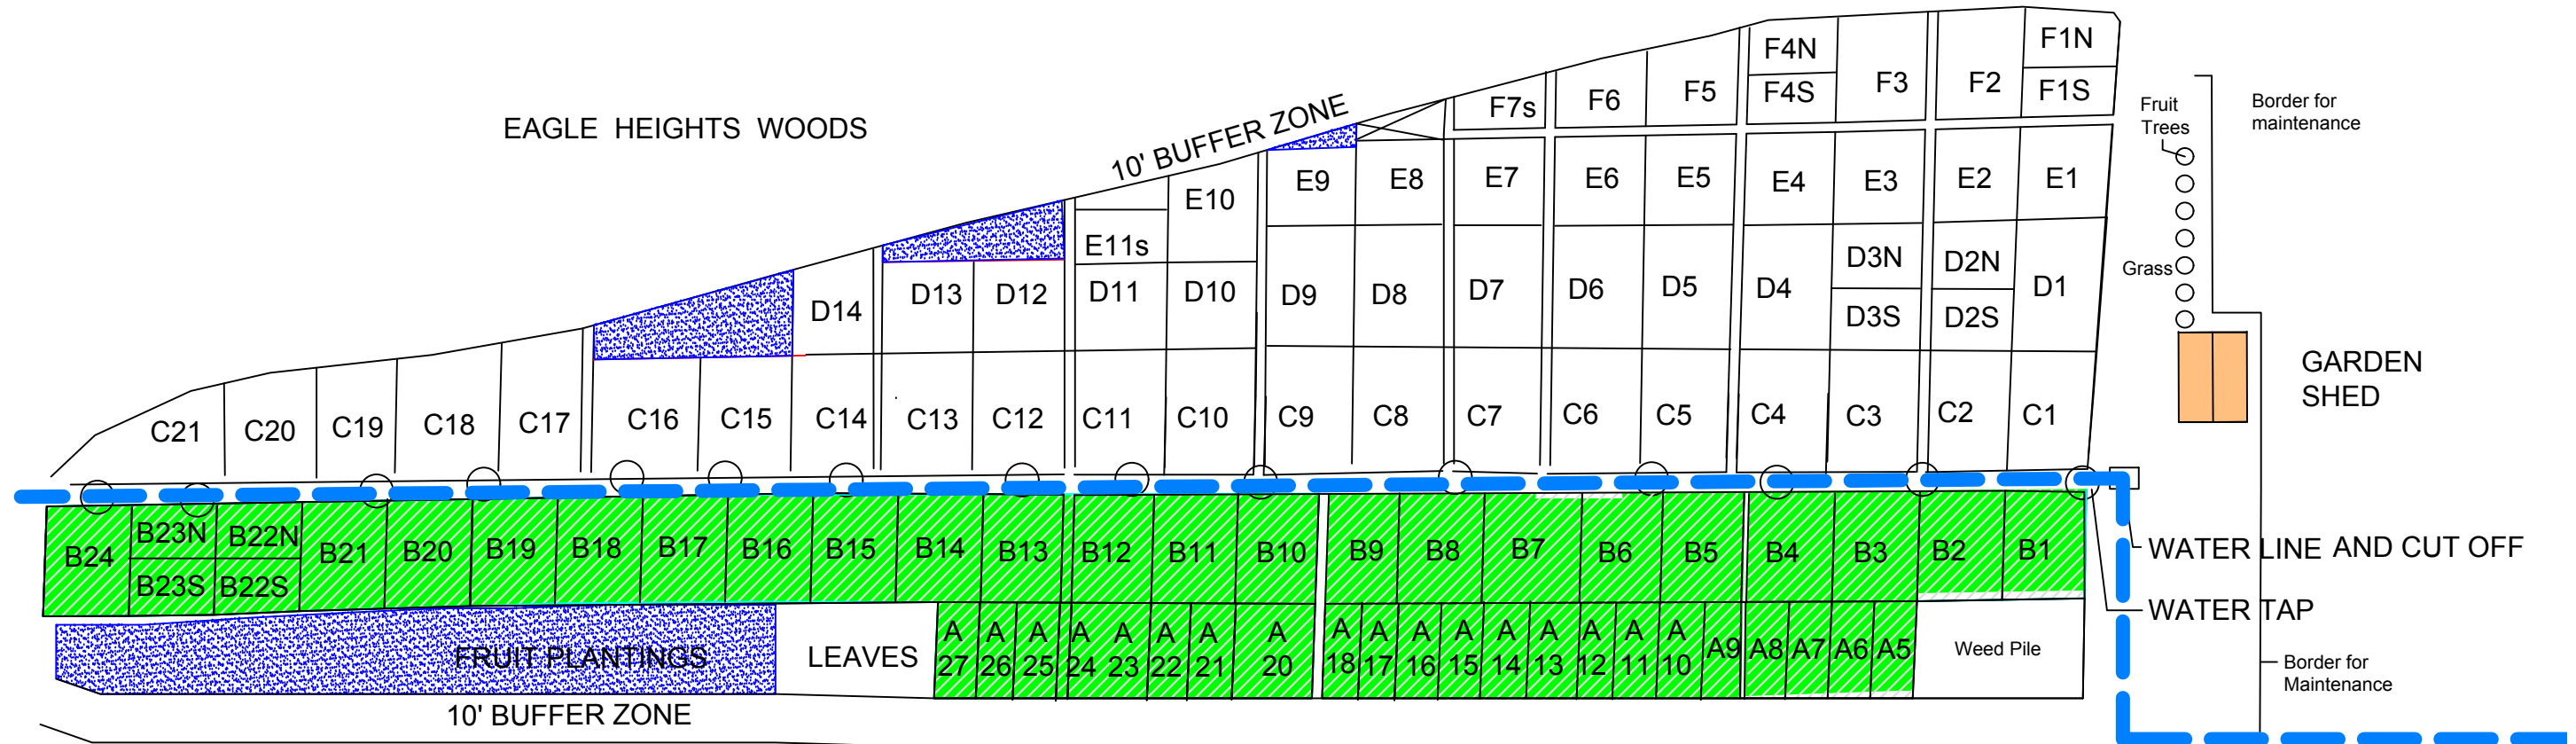 F1N
F4N
F3
F2
F5
F6
F7s
F4S
F1S
Fruit
Trees
Border for
maintenance
EAGLE HEIGHTS WOODS
10' BUFFER ZONE
E10
E9
E8
E7
E6
E5
E4
E3
E2
E1
E11s
D3N
D2N
Grass
D14
D13
D12
D11
D10
D9
D8
D7
D6
D5
D4
D1
D3S
D2S
GARDEN
SHED
C21
C20
C19
C18
C17
C16
C15
C14
C13
C12
C11
C10
C9
C8
C7
C6
C5
C4
C3
C2
C1
B24
B23N
B22N
B21
B20
B19
B18
B17
B16
B15
B14
B13
B12
B11
B10
B9
B8
B7
B6
B5
B4
B3
B2
B1
B23S
B22S
WATER LINE AND CUT OFF
WATER TAP
FRUIT PLANTINGS
LEAVES
A
27
A
26
A
25
A
24
A
23
A
22
A
21
A
20
A
18
A
17
A
16
A
15
A
14
A
13
A
12
A
11
A
10
A9
A8
A7
A6
A5
Weed Pile
Border for
Maintenance
10' BUFFER ZONE